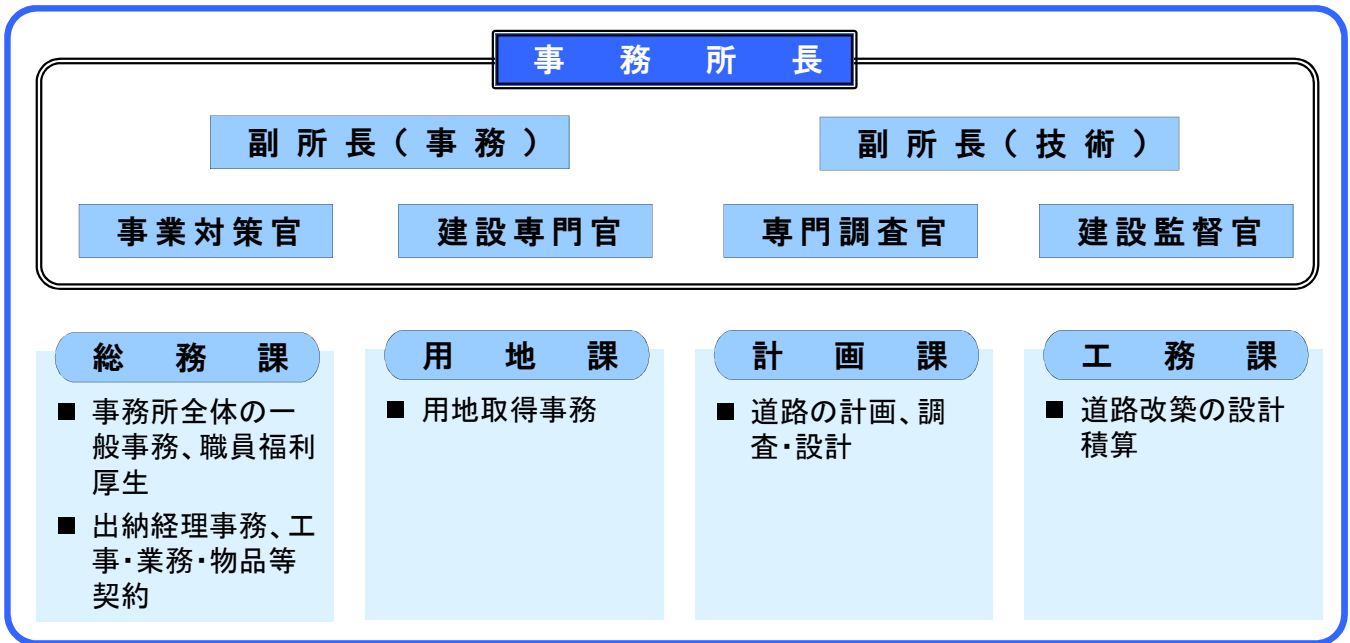 事務所長
副所長（事務）
副所長（技術）
事業対策官
建設専門官
専門調査官
建設監督官
総務課
■ 事務所全体の一
般事務、職員福利
厚生
■ 出納経理事務、工
事・業務・物品等
契約
用地課
■ 用地取得事務
計画課
■ 道路の計画、調
査・設計
工務課
■ 道路改築の設計
積算